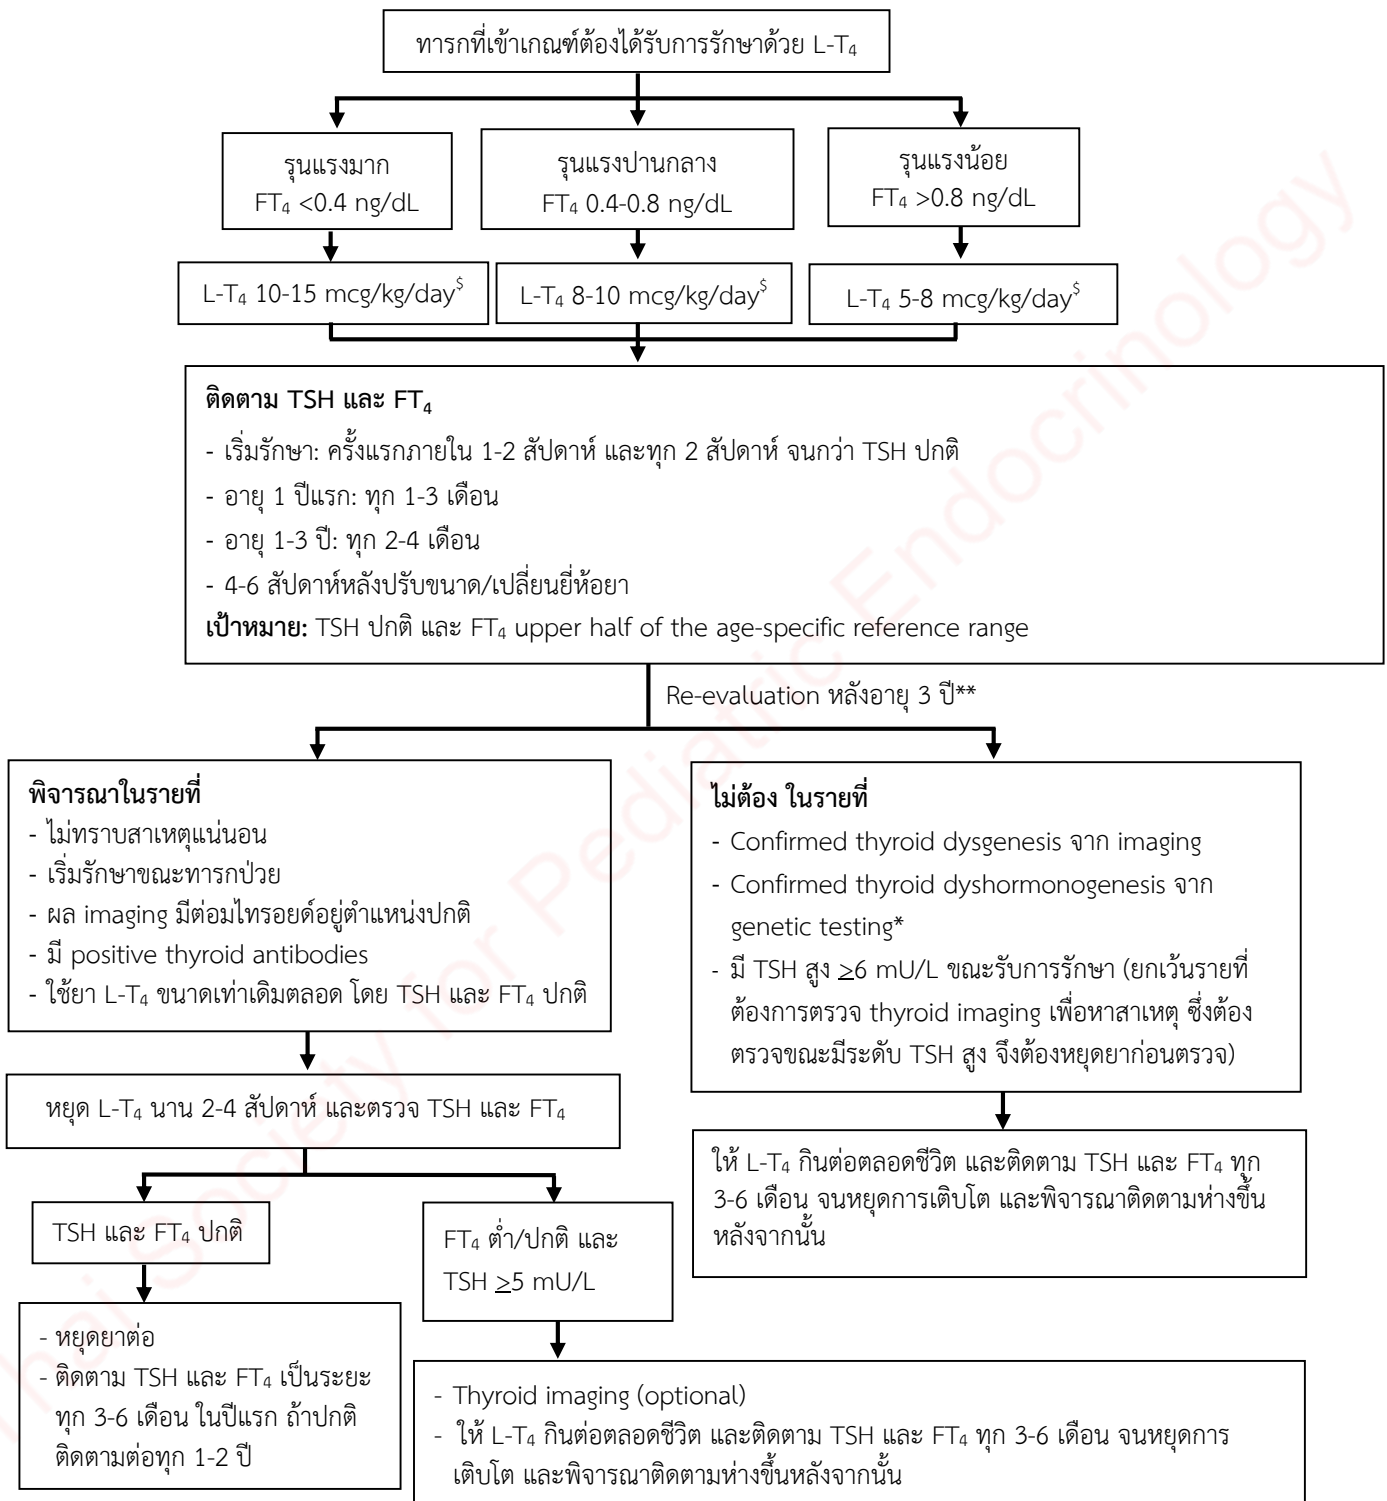 ทารกที่เข้าเกณฑ์ต้องได้รับการรักษาด้วย L-T₄
รุนแรงมาก
FT₄ <0.4 ng/dL
รุนแรงปานกลาง
FT₄ 0.4-0.8 ng/dL
รุนแรงน้อย
FT₄ >0.8 ng/dL
L-T₄ 10-15 mcg/kg/day$
L-T₄ 8-10 mcg/kg/day$
L-T₄ 5-8 mcg/kg/day$
ติดตาม TSH และ FT₄
- เริ่มรักษา: ครั้งแรกภายใน 1-2 สัปดาห์ และทุก 2 สัปดาห์ จนกว่า TSH ปกติ
- อายุ 1 ปีแรก: ทุก 1-3 เดือน
- อายุ 1-3 ปี: ทุก 2-4 เดือน
- 4-6 สัปดาห์หลังปรับขนาด/เปลี่ยนยี่ห้อยา
เป้าหมาย: TSH ปกติ และ FT₄ upper half of the age-specific reference range
Re-evaluation หลังอายุ 3 ปี**
พิจารณาในรายที่
- ไม่ทราบสาเหตุแน่นอน
- เริ่มรักษาขณะทารกป่วย
- ผล imaging มีต่อมไทรอยด์อยู่ตำแหน่งปกติ
- มี positive thyroid antibodies
- ใช้ยา L-T₄ ขนาดเท่าเดิมตลอด โดย TSH และ FT₄ ปกติ
ไม่ต้อง ในรายที่
- Confirmed thyroid dysgenesis จาก imaging
- Confirmed thyroid dyshormonogenesis จาก
genetic testing*
- มี TSH สูง ≥6 mU/L ขณะรับการรักษา (ยกเว้นรายที่
ต้องการตรวจ thyroid imaging เพื่อหาสาเหตุ ซึ่งต้อง
ตรวจขณะมีระดับ TSH สูง จึงต้องหยุดยาก่อนตรวจ)
หยุด L-T₄ นาน 2-4 สัปดาห์ และตรวจ TSH และ FT₄
ให้ L-T₄ กินต่อตลอดชีวิต และติดตาม TSH และ FT₄ ทุก
3-6 เดือน จนหยุดการเติบโต และพิจารณาติดตามห่างขึ้น
หลังจากนั้น
TSH และ FT₄ ปกติ
FT₄ ต่ำ/ปกติ และ
TSH ≥5 mU/L
- หยุดยาต่อ
- ติดตาม TSH และ FT₄ เป็นระยะ
ทุก 3-6 เดือน ในปีแรก ถ้าปกติ
ติดตามต่อทุก 1-2 ปี
- Thyroid imaging (optional)
- ให้ L-T₄ กินต่อตลอดชีวิต และติดตาม TSH และ FT₄ ทุก 3-6 เดือน จนหยุดการ
เติบโต และพิจารณาติดตามห่างขึ้นหลังจากนั้น
Thai Society for Pediatric Endocrinology